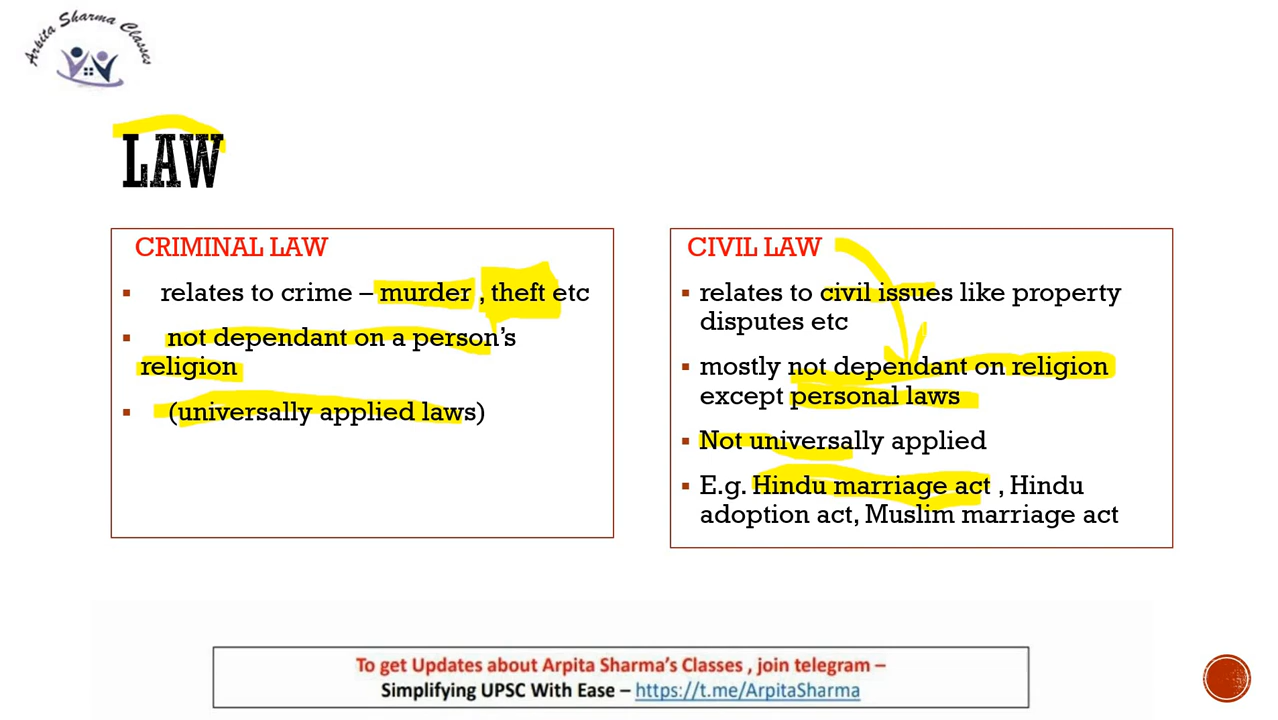 Arpita Sharma Classes
LAW
CRIMINAL LAW
▪ relates to crime – murder , theft etc
▪ not dependant on a person's
religion
▪ (universally applied laws)
CIVIL LAW
▪ relates to civil issues like property
disputes etc
▪ mostly not dependant on religion
except personal laws
▪ Not universally applied
▪ E.g. Hindu marriage act , Hindu
adoption act, Muslim marriage act
To get Updates about Arpita Sharma's Classes , join telegram –
Simplifying UPSC With Ease – https://t.me/ArpitaSharma